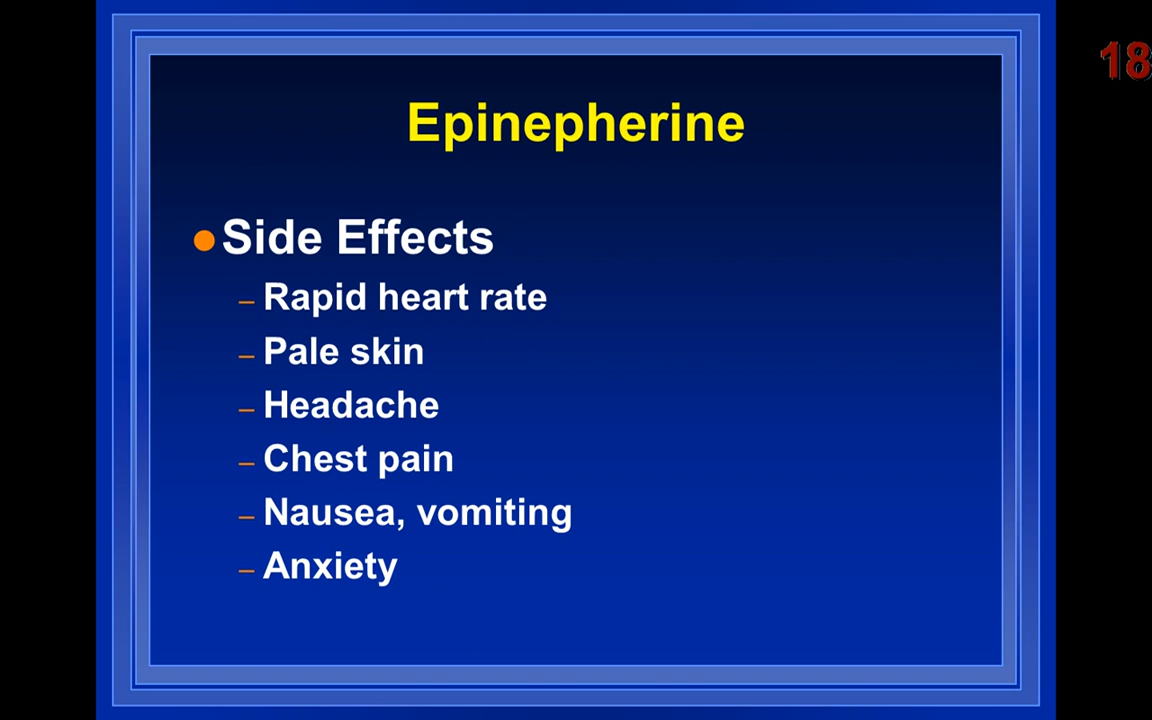 18
Epinepherine
●Side Effects
– Rapid heart rate
– Pale skin
– Headache
– Chest pain
– Nausea, vomiting
– Anxiety